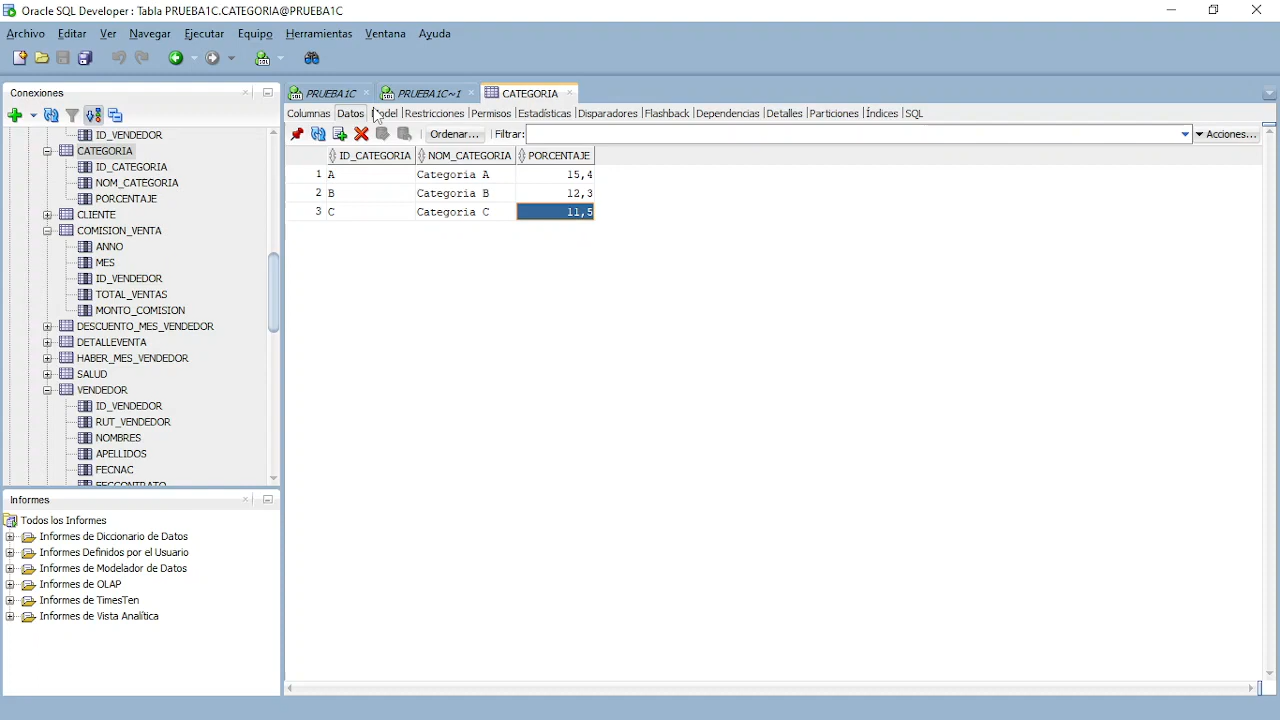 Oracle SQL Developer : Tabla PRUEBA1C.CATEGORIA@PRUEBA1C
Archivo Editar Ver Navegar Ejecutar Equipo Herramientas Ventana Ayuda
Conexiones
ID_VENDEDOR
CATEGORIA
ID_CATEGORIA
NOM_CATEGORIA
PORCENTAJE
CLIENTE
COMISION_VENTA
ANNO
MES
ID_VENDEDOR
TOTAL_VENTAS
MONTO_COMISION
DESCUENTO_MES_VENDEDOR
DETALLEVENTA
HABER_MES_VENDEDOR
SALUD
VENDEDOR
ID_VENDEDOR
RUT_VENDEDOR
NOMBRES
APELLIDOS
FECNAC
FECCONTRATO
Informes
Todos los Informes
Informes de Diccionario de Datos
Informes Definidos por el Usuario
Informes de Modelador de Datos
Informes de OLAP
Informes de TimesTen
Informes de Vista Analítica
PRUEBA1C PRUEBA1C~1 CATEGORIA
Columnas Datos Model Restricciones Permisos Estadísticas Disparadores Flashback Dependencias Detalles Particiones Índices SQL
Ordenar... Filtrar: Acciones...
ID_CATEGORIA NOM_CATEGORIA PORCENTAJE
1 A Categoria A 15,4
2 B Categoria B 12,3
3 C Categoria C 11,5